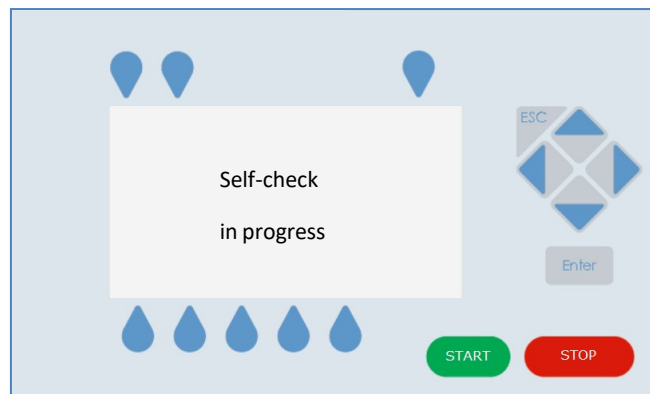 ESC
Self-check
in progress
Enter
START
STOP